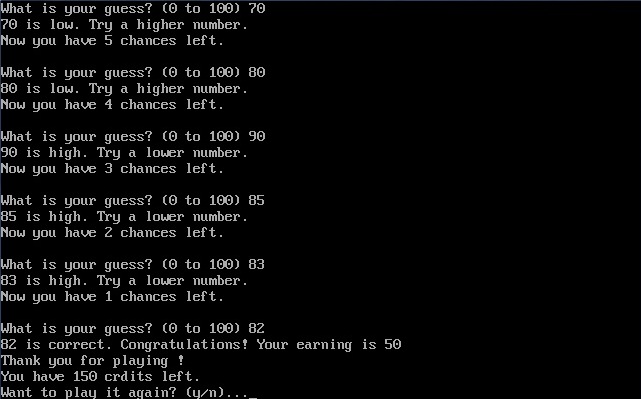 What is your guess? (0 to 100) 70
70 is low. Try a higher number.
Now you have 5 chances left.
What is your guess? (0 to 100) 80
80 is low. Try a higher number.
Now you have 4 chances left.
What is your guess? (0 to 100) 90
90 is high. Try a lower number.
Now you have 3 chances left.
What is your guess? (0 to 100) 85
85 is high. Try a lower number.
Now you have 2 chances left.
What is your guess? (0 to 100) 83
83 is high. Try a lower number.
Now you have 1 chances left.
What is your guess? (0 to 100) 82
82 is correct. Congratulations! Your earning is 50
Thank you for playing !
You have 150 crdits left.
Want to play it again? (y/n)..._